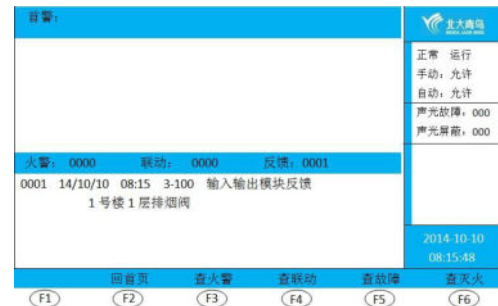 首警：
北大青鸟
正常 运行
手动：允许
自动：允许
声光故障：000
声光屏蔽：000
火警： 0000 联动： 0000 反馈：0001
0001 14/10/10 08:15 3-100 输入输出模块反馈
1号楼1层排烟阀
2014-10-10
08:15:48
回首页 查火警 查联动 查故障 查灭火
F1 F2 F3 F4 F5 F6